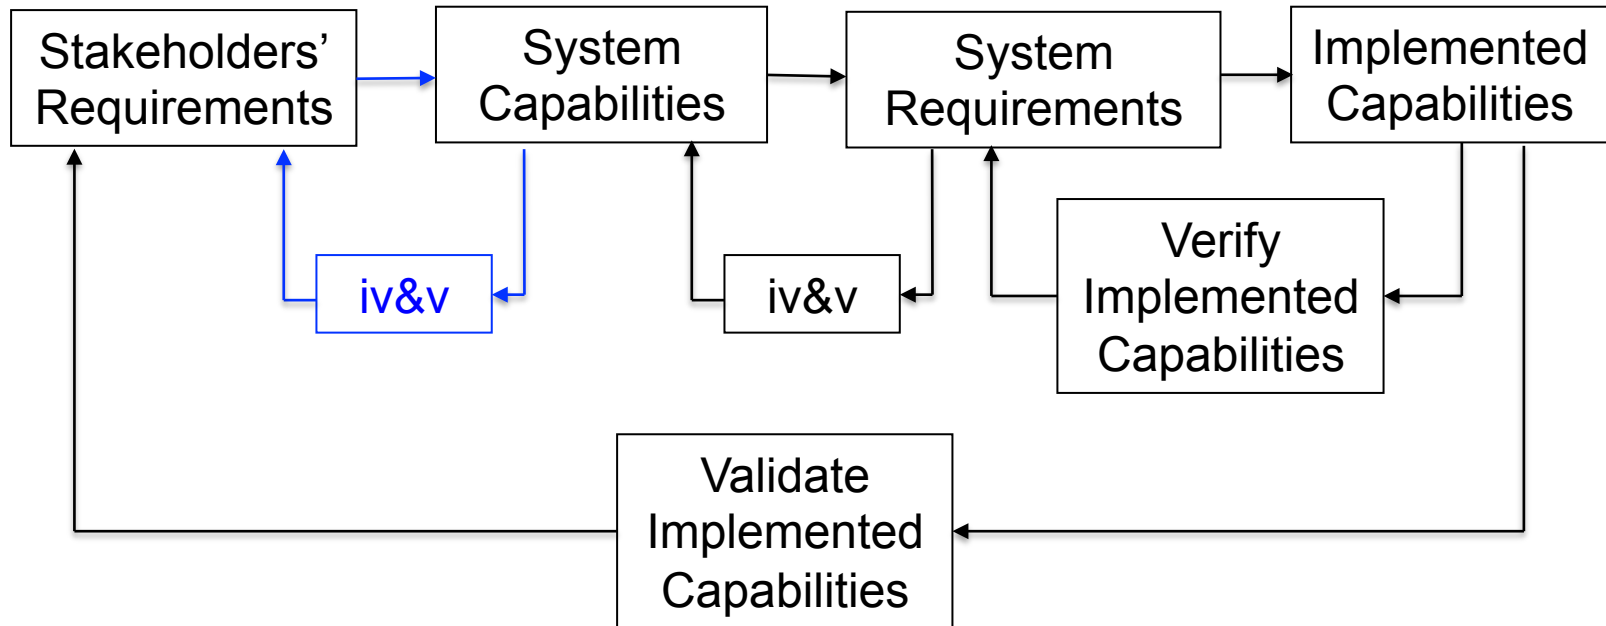 Stakeholders’
Requirements
System
Capabilities
System
Requirements
Implemented
Capabilities
iv&v
iv&v
Verify
Implemented
Capabilities
Validate
Implemented
Capabilities